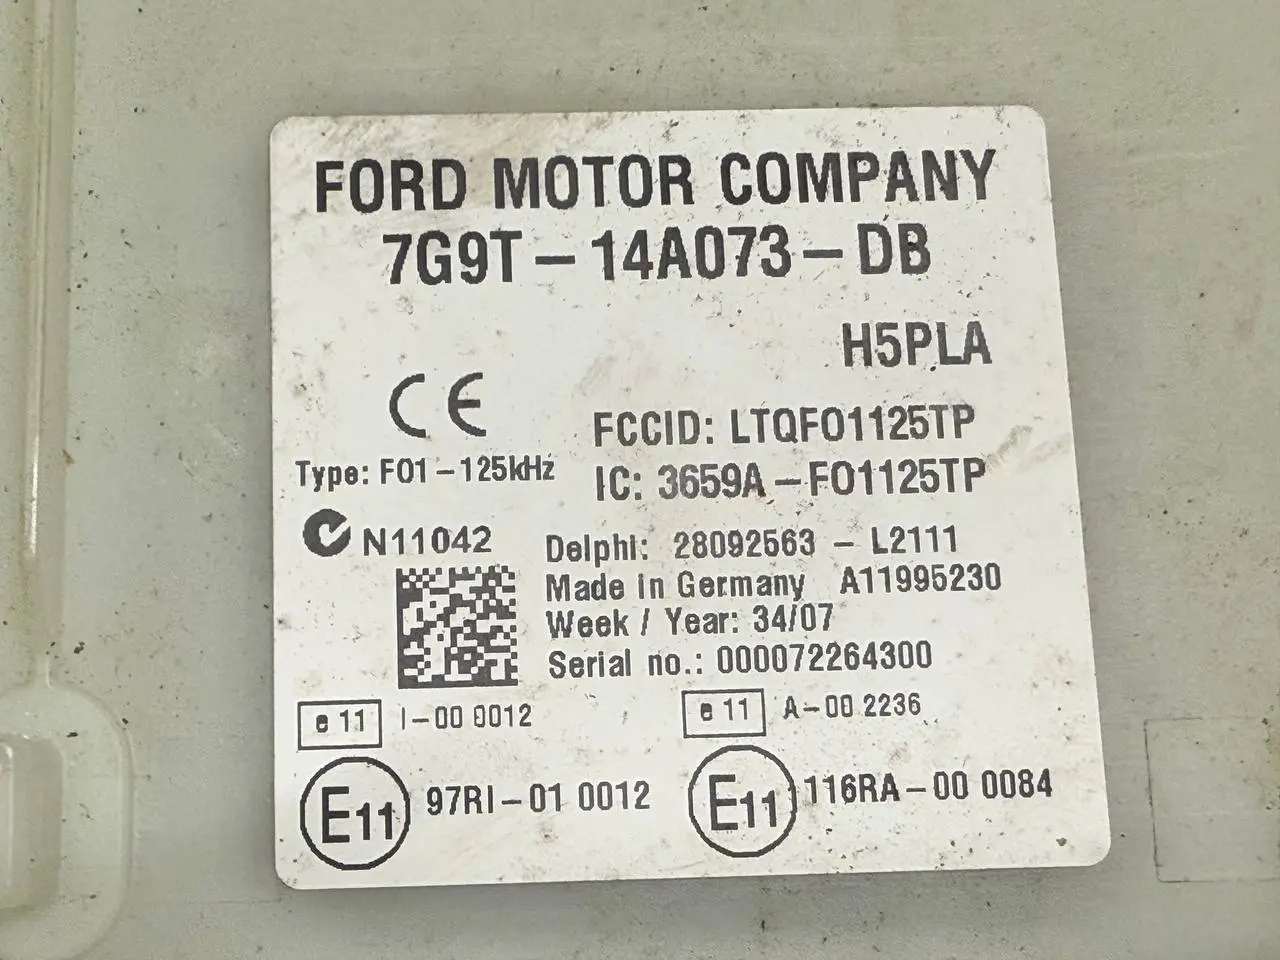 FORD MOTOR COMPANY
7G9T-14A073-DB
H5PLA
CE
FCCID: LTQFO1125TP
Type: FO1-125kHz
IC: 3659A-FO1125TP
N11042
Delphi: 28092563 - L2111
Made in Germany A11995230
Week / Year: 34/07
Serial no.: 000072264300
e 11 I-00 0012
e 11 A-00 2236
E11 97RI-01 0012
E11 116RA-00 0084